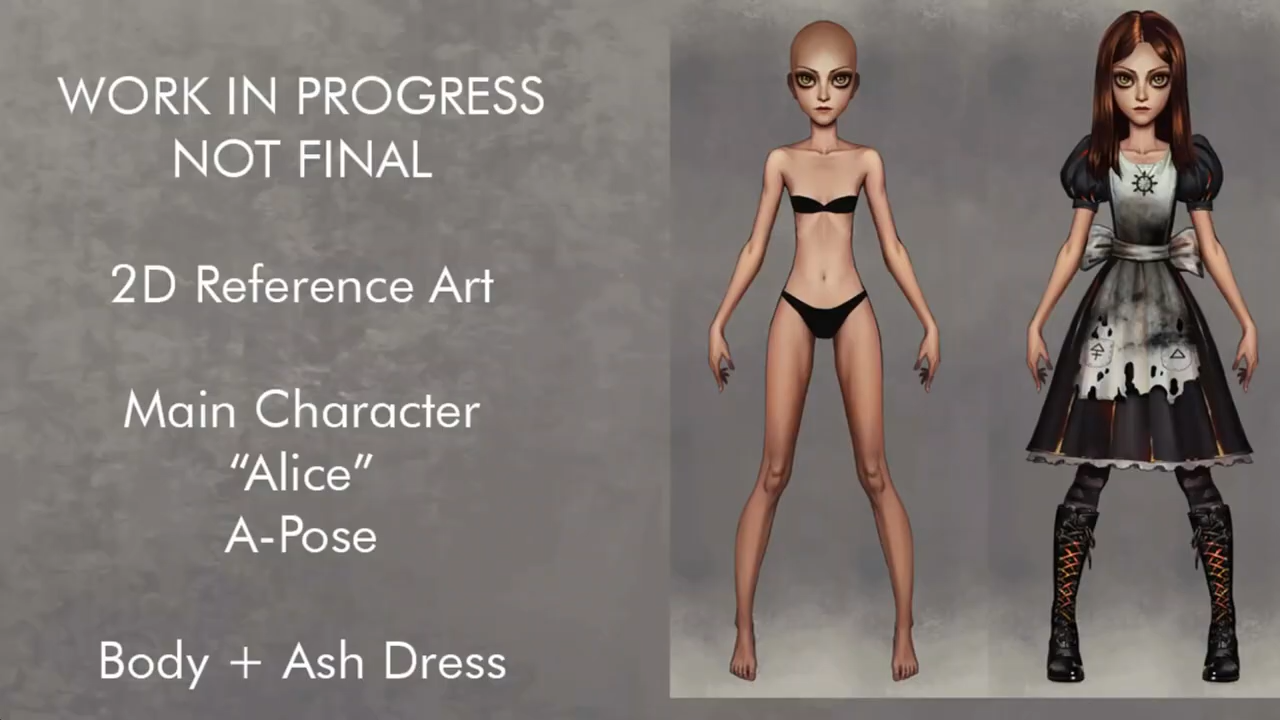 WORK IN PROGRESS
NOT FINAL
2D Reference Art
Main Character
“Alice”
A-Pose
Body + Ash Dress